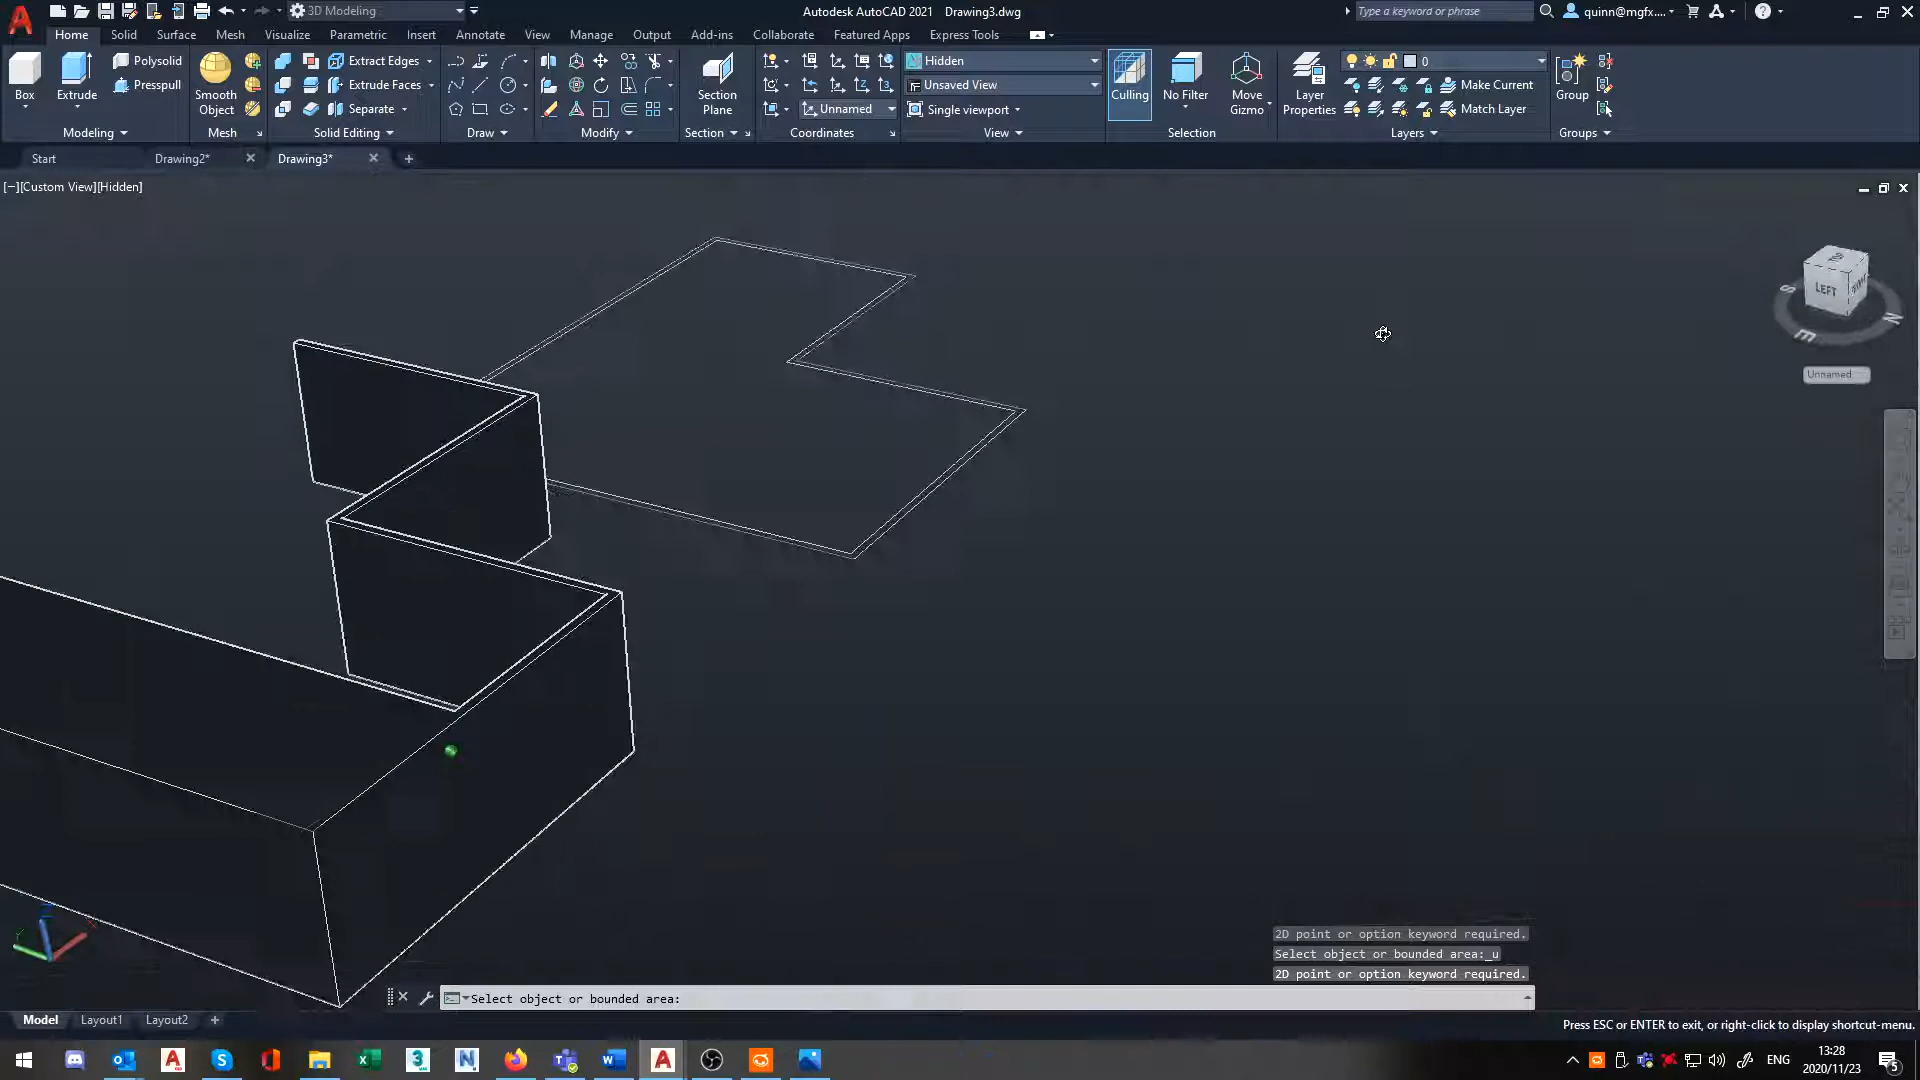 3D Modeling
Autodesk AutoCAD 2021 Drawing3.dwg
Type a keyword or phrase
quinn@mgfx....
Home Solid Surface Mesh Visualize Parametric Insert Annotate View Manage Output Add-ins Collaborate Featured Apps Express Tools
Box
Extrude
Polysolid
Presspull
Modeling
Smooth
Object
Mesh
Extract Edges
Extrude Faces
Separate
Solid Editing
Draw
Modify
Section
Plane
Section
Unnamed
Coordinates
Hidden
Unsaved View
Single viewport
View
Culling
No Filter
Move
Gizmo
Selection
Layer
Properties
0
Make Current
Match Layer
Layers
Group
Groups
Start Drawing2* Drawing3*
[−][Custom View][Hidden]
LEFT
S
N
E
Unnamed
2D point or option keyword required.
Select object or bounded area:_u
2D point or option keyword required.
Select object or bounded area:
Model Layout1 Layout2
Press ESC or ENTER to exit, or right-click to display shortcut-menu.
ENG
13:28
2020/11/23
5